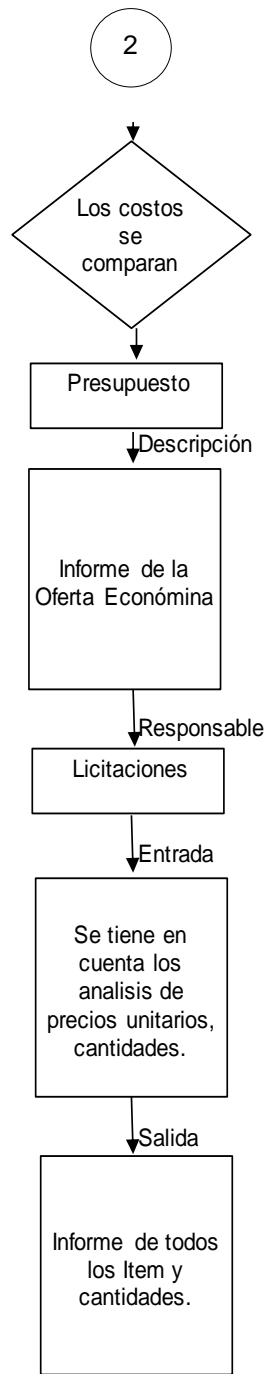 2
Los costos
se
comparan
Presupuesto
Descripción
Informe de la
Oferta Económina
Responsable
Licitaciones
Entrada
Se tiene en
cuenta los
analisis de
precios unitarios,
cantidades.
Salida
Informe de todos
los Item y
cantidades.